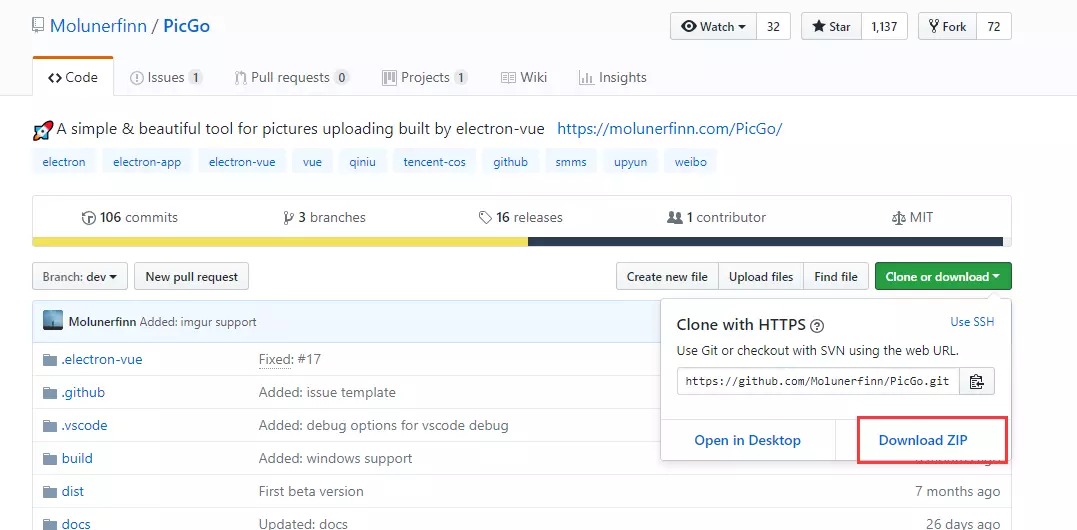 Molunerfinn / PicGo
Watch 32 Star 1,137 Fork 72
Code Issues 1 Pull requests 0 Projects 1 Wiki Insights
A simple & beautiful tool for pictures uploading built by electron-vue https://molunerfinn.com/PicGo/
electron electron-app electron-vue vue qiniu tencent-cos github smms upyun weibo
106 commits 3 branches 16 releases 1 contributor MIT
Branch: dev New pull request Create new file Upload files Find file Clone or download
Molunerfinn Added: imgur support
Clone with HTTPS ? Use SSH
Use Git or checkout with SVN using the web URL.
https://github.com/Molunerfinn/PicGo.git
Open in Desktop Download ZIP
.electron-vue Fixed: #17
.github Added: issue template
.vscode Added: debug options for vscode debug
build Added: windows support
dist First beta version 7 months ago
docs Updated: docs 26 days ago